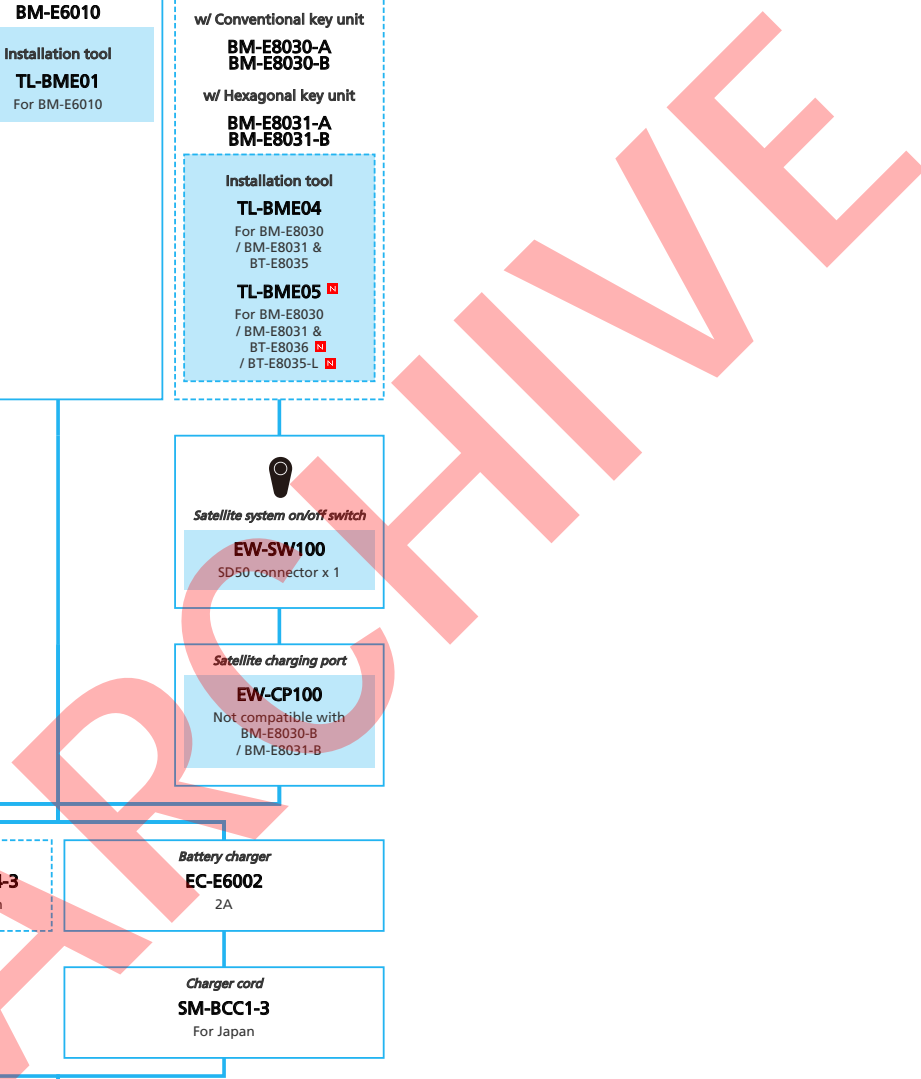 BM-E6010
Installation tool
TL-BME01
For BM-E6010
w/ Conventional key unit
BM-E8030-A
BM-E8030-B
w/ Hexagonal key unit
BM-E8031-A
BM-E8031-B
Installation tool
TL-BME04
For BM-E8030
/ BM-E8031 &
BT-E8035
TL-BME05 N
For BM-E8030
/ BM-E8031 &
BT-E8036 N
/ BT-E8035-L N
Satellite system on/off switch
EW-SW100
SD50 connector x 1
Satellite charging port
EW-CP100
Not compatible with
BM-E8030-B
/ BM-E8031-B
-3
Battery charger
EC-E6002
2A
Charger cord
SM-BCC1-3
For Japan
ARCHIVE